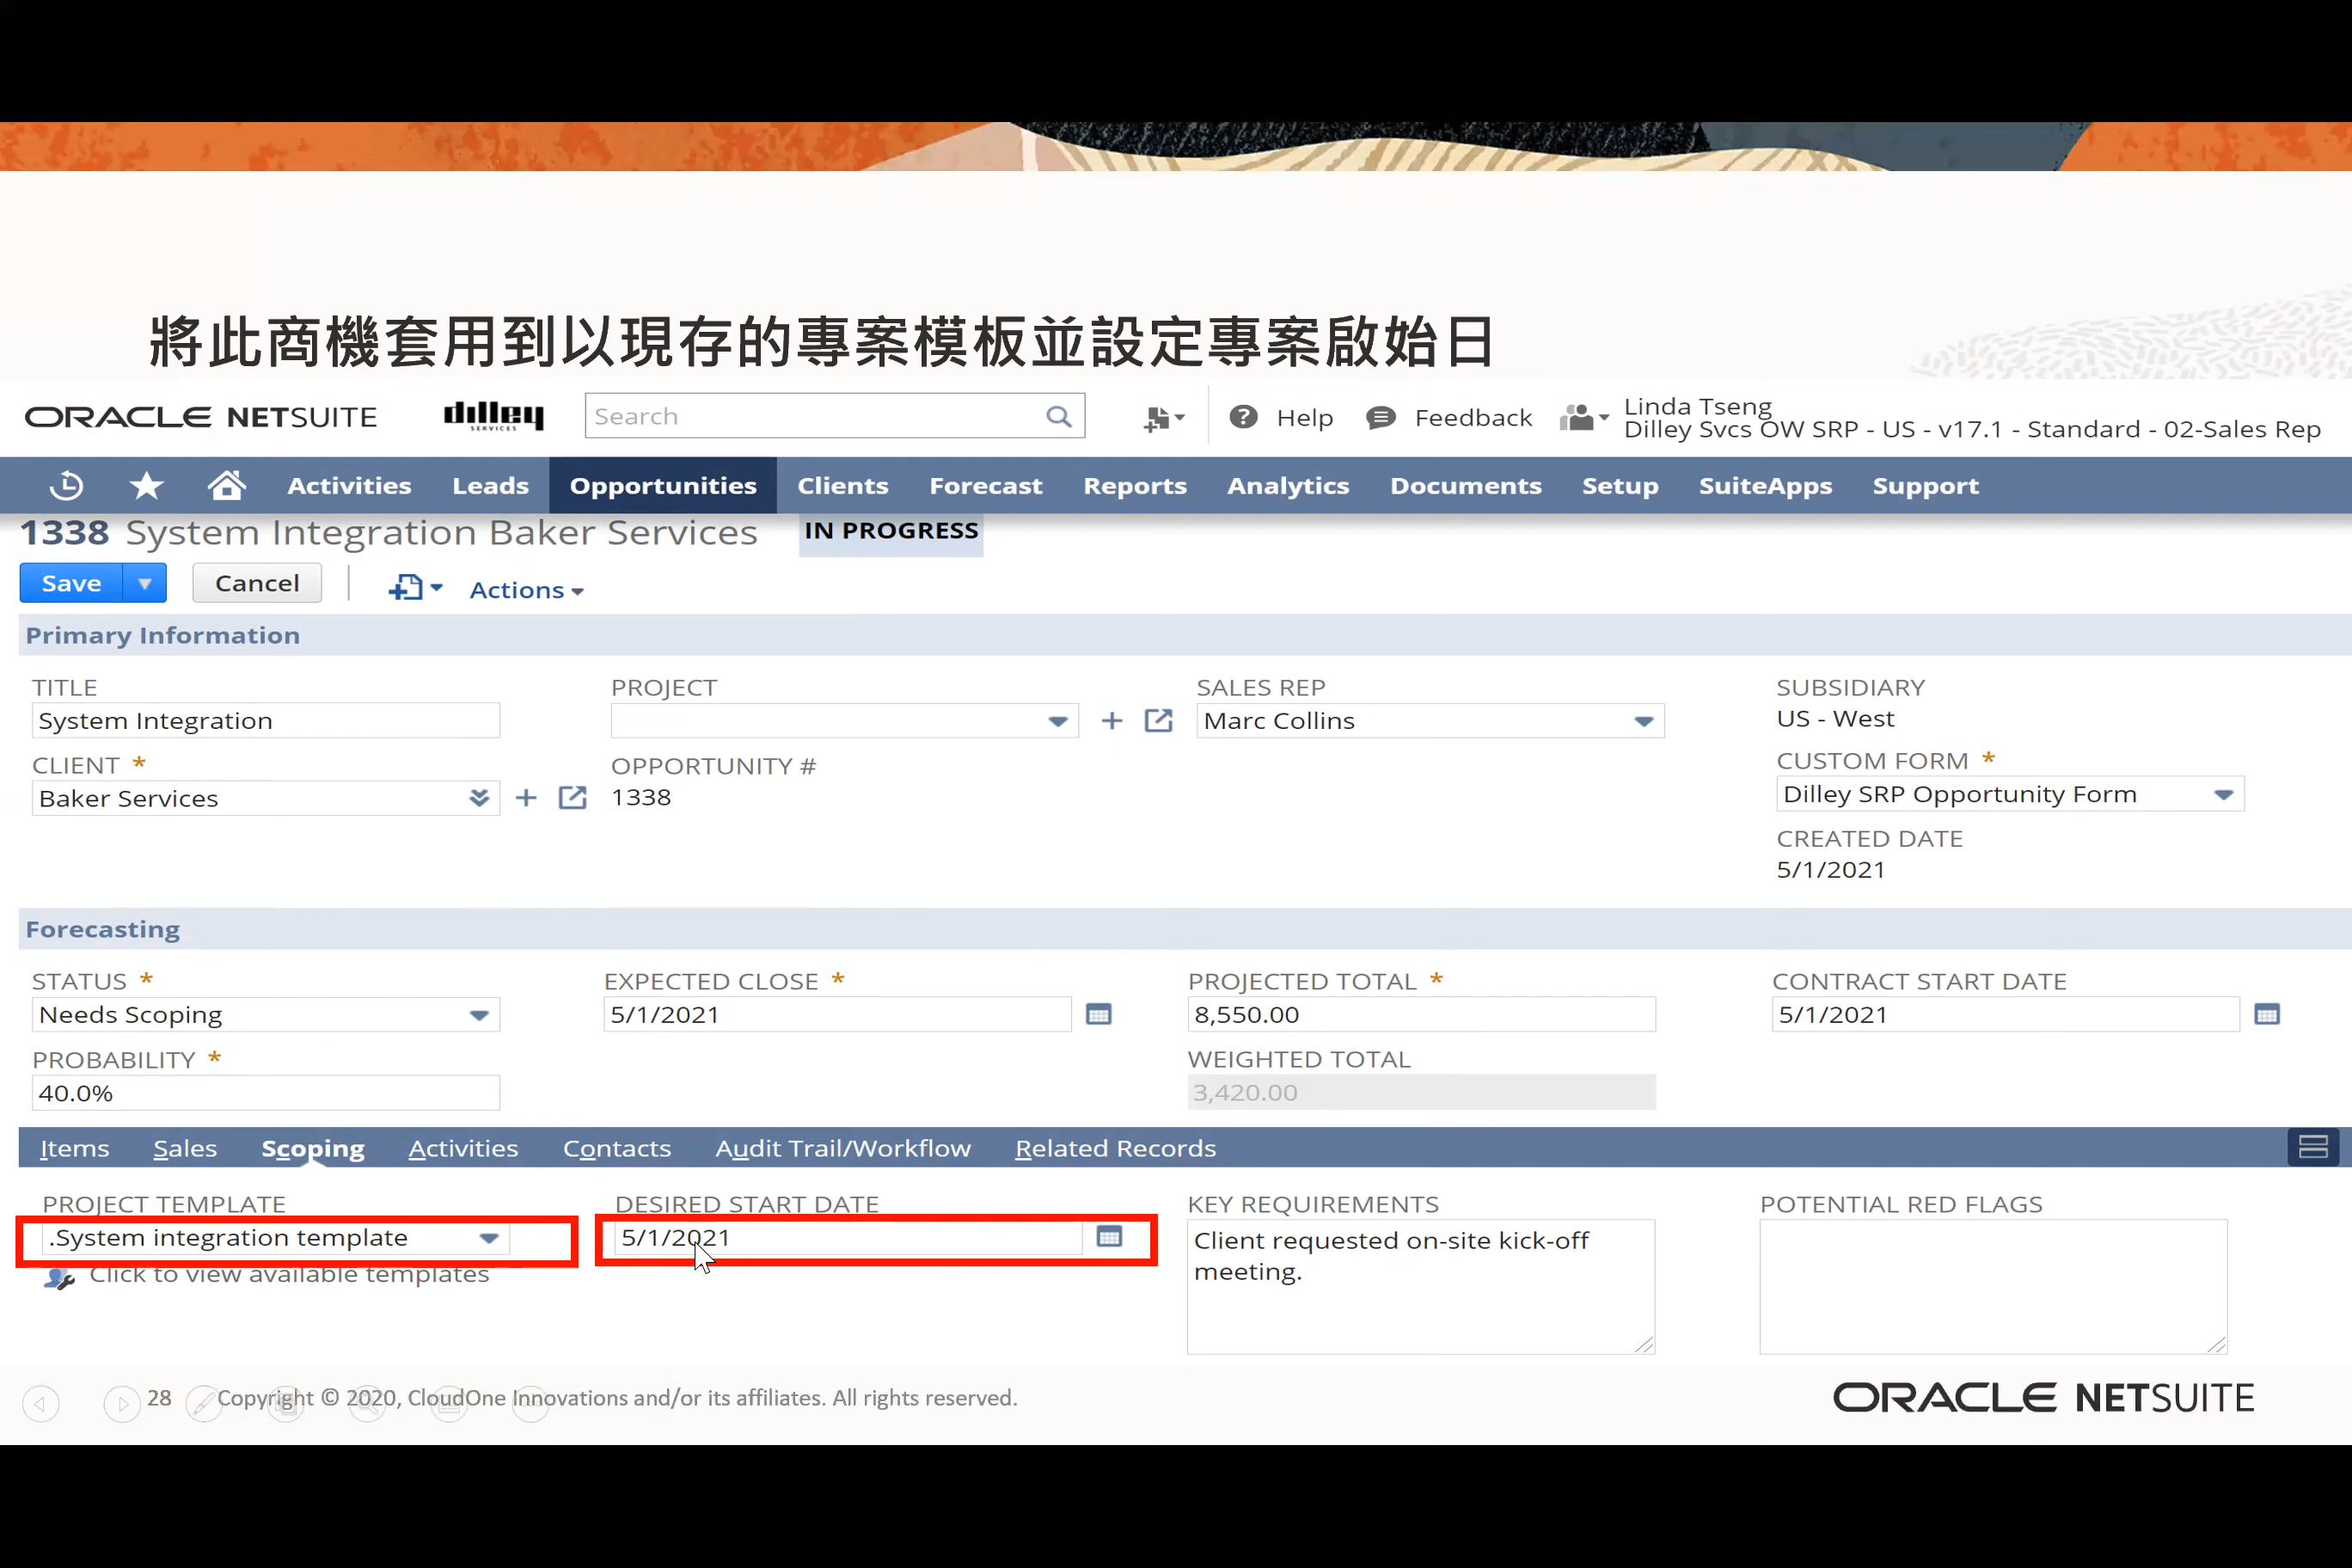 將此商機套用到以現存的專案模板並設定專案啟始日
ORACLE NETSUITE
dilley
SERVICES
Search
Help
Feedback
Linda Tseng
Dilley Svcs OW SRP - US - v17.1 - Standard - 02-Sales Rep
Activities Leads Opportunities Clients Forecast Reports Analytics Documents Setup SuiteApps Support
1338 System Integration Baker Services IN PROGRESS
Save Cancel Actions
Primary Information
TITLE
System Integration
CLIENT *
Baker Services
PROJECT
OPPORTUNITY #
1338
SALES REP
Marc Collins
SUBSIDIARY
US - West
CUSTOM FORM *
Dilley SRP Opportunity Form
CREATED DATE
5/1/2021
Forecasting
STATUS *
Needs Scoping
PROBABILITY *
40.0%
EXPECTED CLOSE *
5/1/2021
PROJECTED TOTAL *
8,550.00
WEIGHTED TOTAL
3,420.00
CONTRACT START DATE
5/1/2021
Items Sales Scoping Activities Contacts Audit Trail/Workflow Related Records
PROJECT TEMPLATE
.System integration template
Click to view available templates
DESIRED START DATE
5/1/2021
KEY REQUIREMENTS
Client requested on-site kick-off
meeting.
POTENTIAL RED FLAGS
28 Copyright © 2020, CloudOne Innovations and/or its affiliates. All rights reserved.
ORACLE NETSUITE